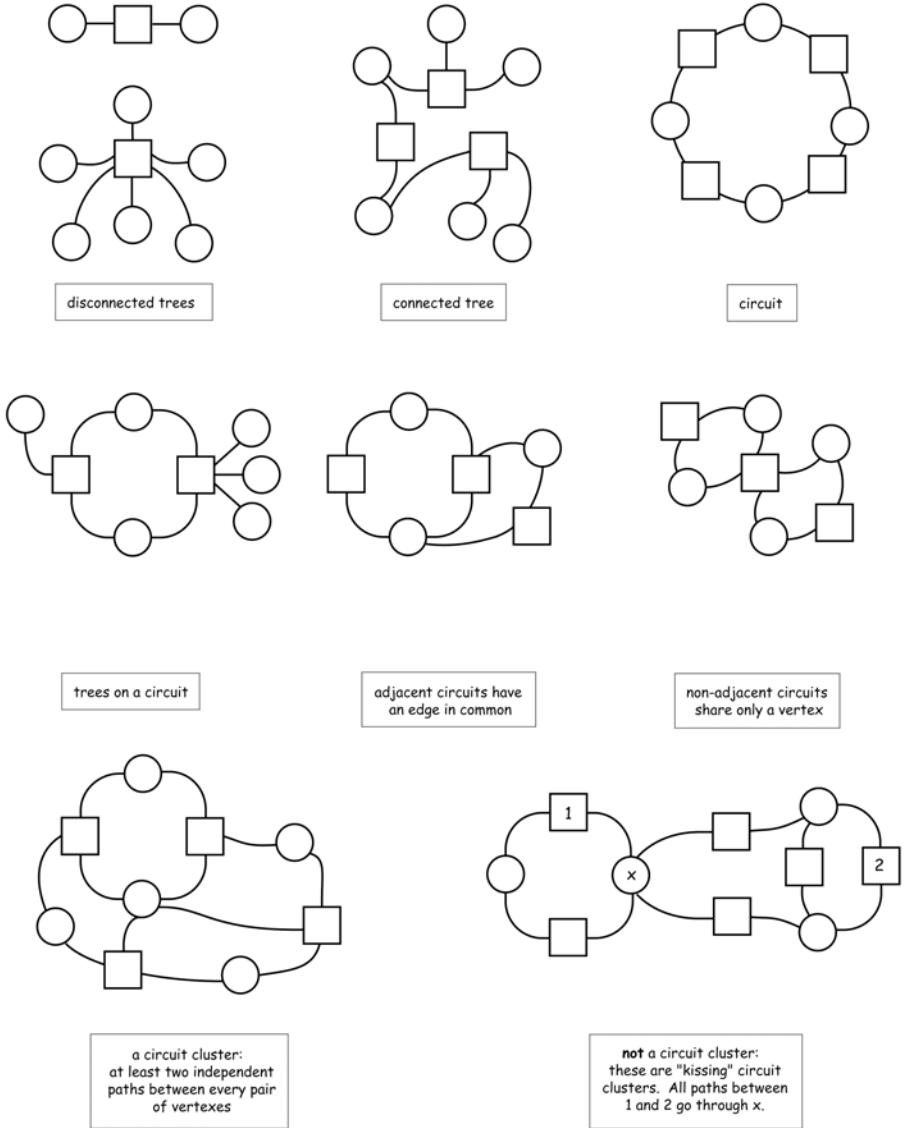 disconnected trees
connected tree
circuit
trees on a circuit
adjacent circuits have
an edge in common
non-adjacent circuits
share only a vertex
1
x
2
a circuit cluster:
at least two independent
paths between every pair
of vertexes
not a circuit cluster:
these are "kissing" circuit
clusters. All paths between
1 and 2 go through x.